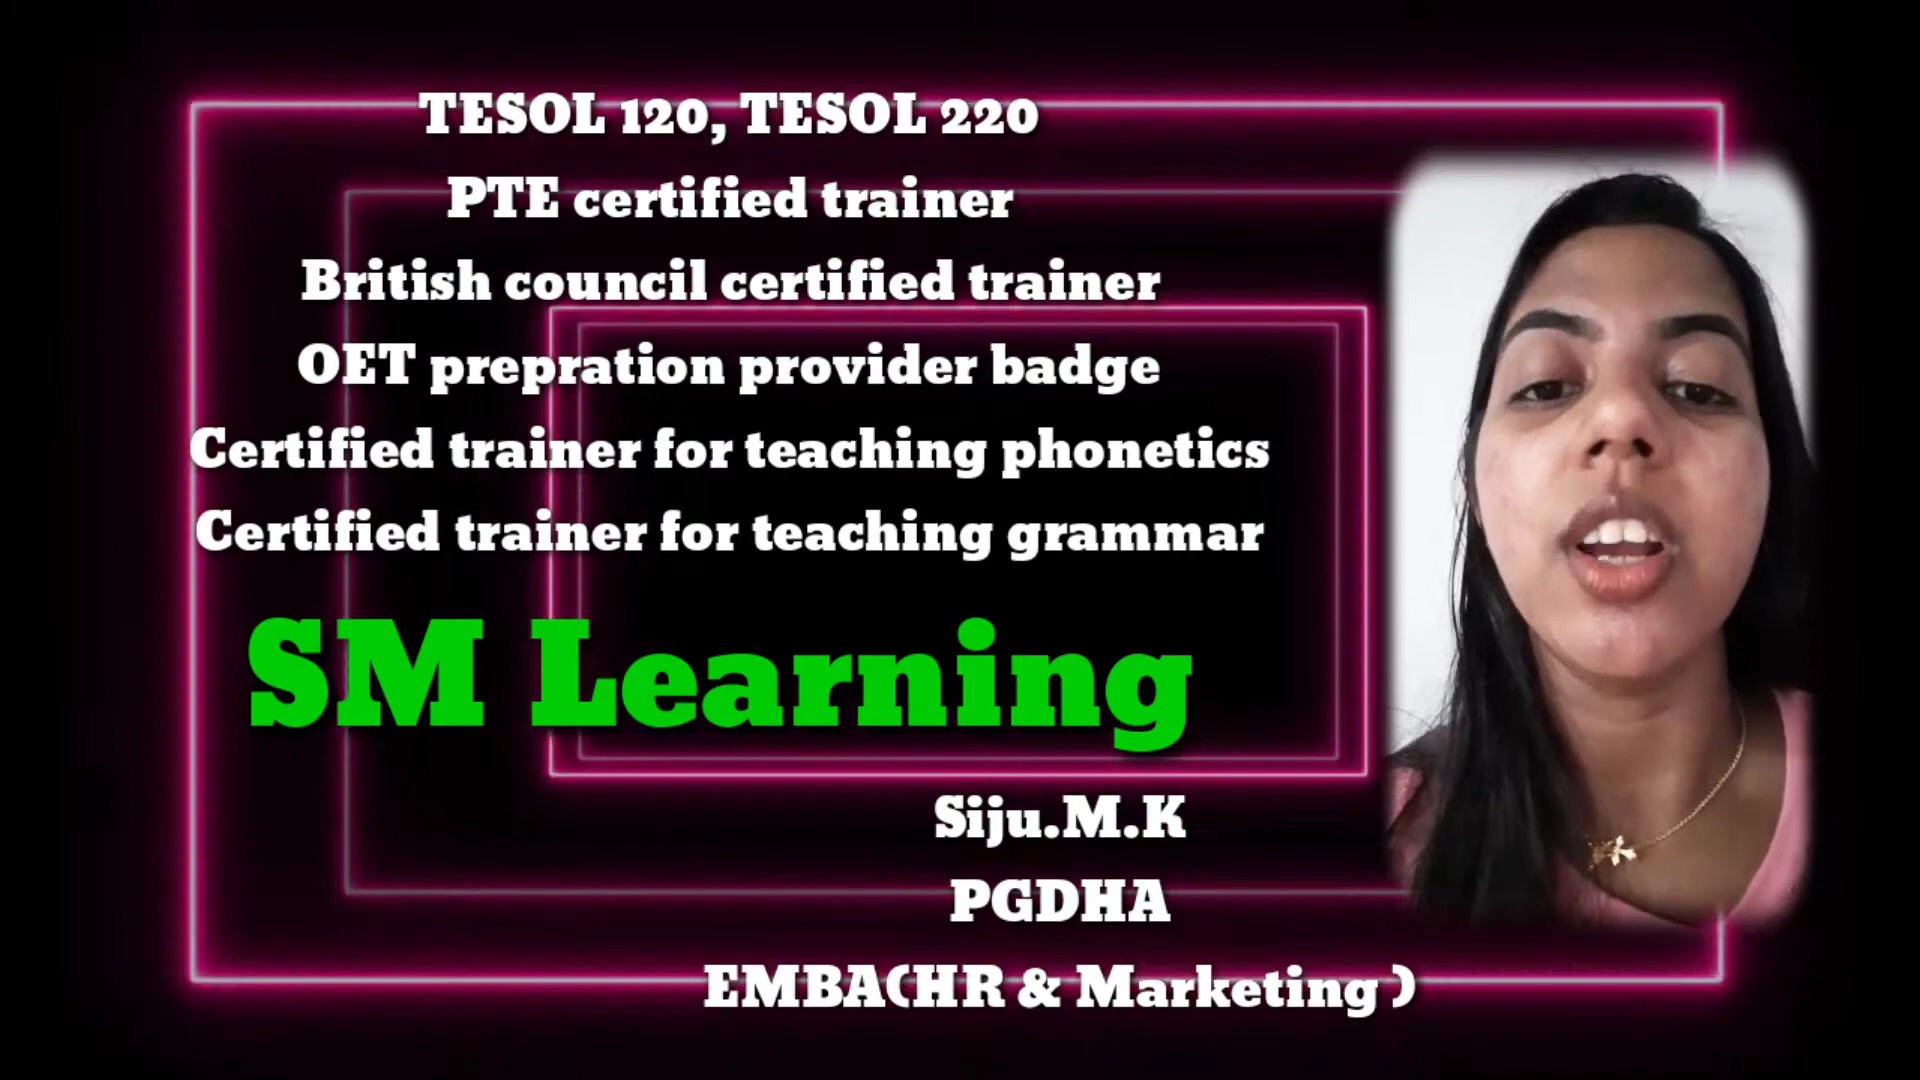 TESOL 120, TESOL 220
PTE certified trainer
British council certified trainer
OET prepration provider badge
Certified trainer for teaching phonetics
Certified trainer for teaching grammar
SM Learning
Siju.M.K
PGDHA
EMBA(HR & Marketing )